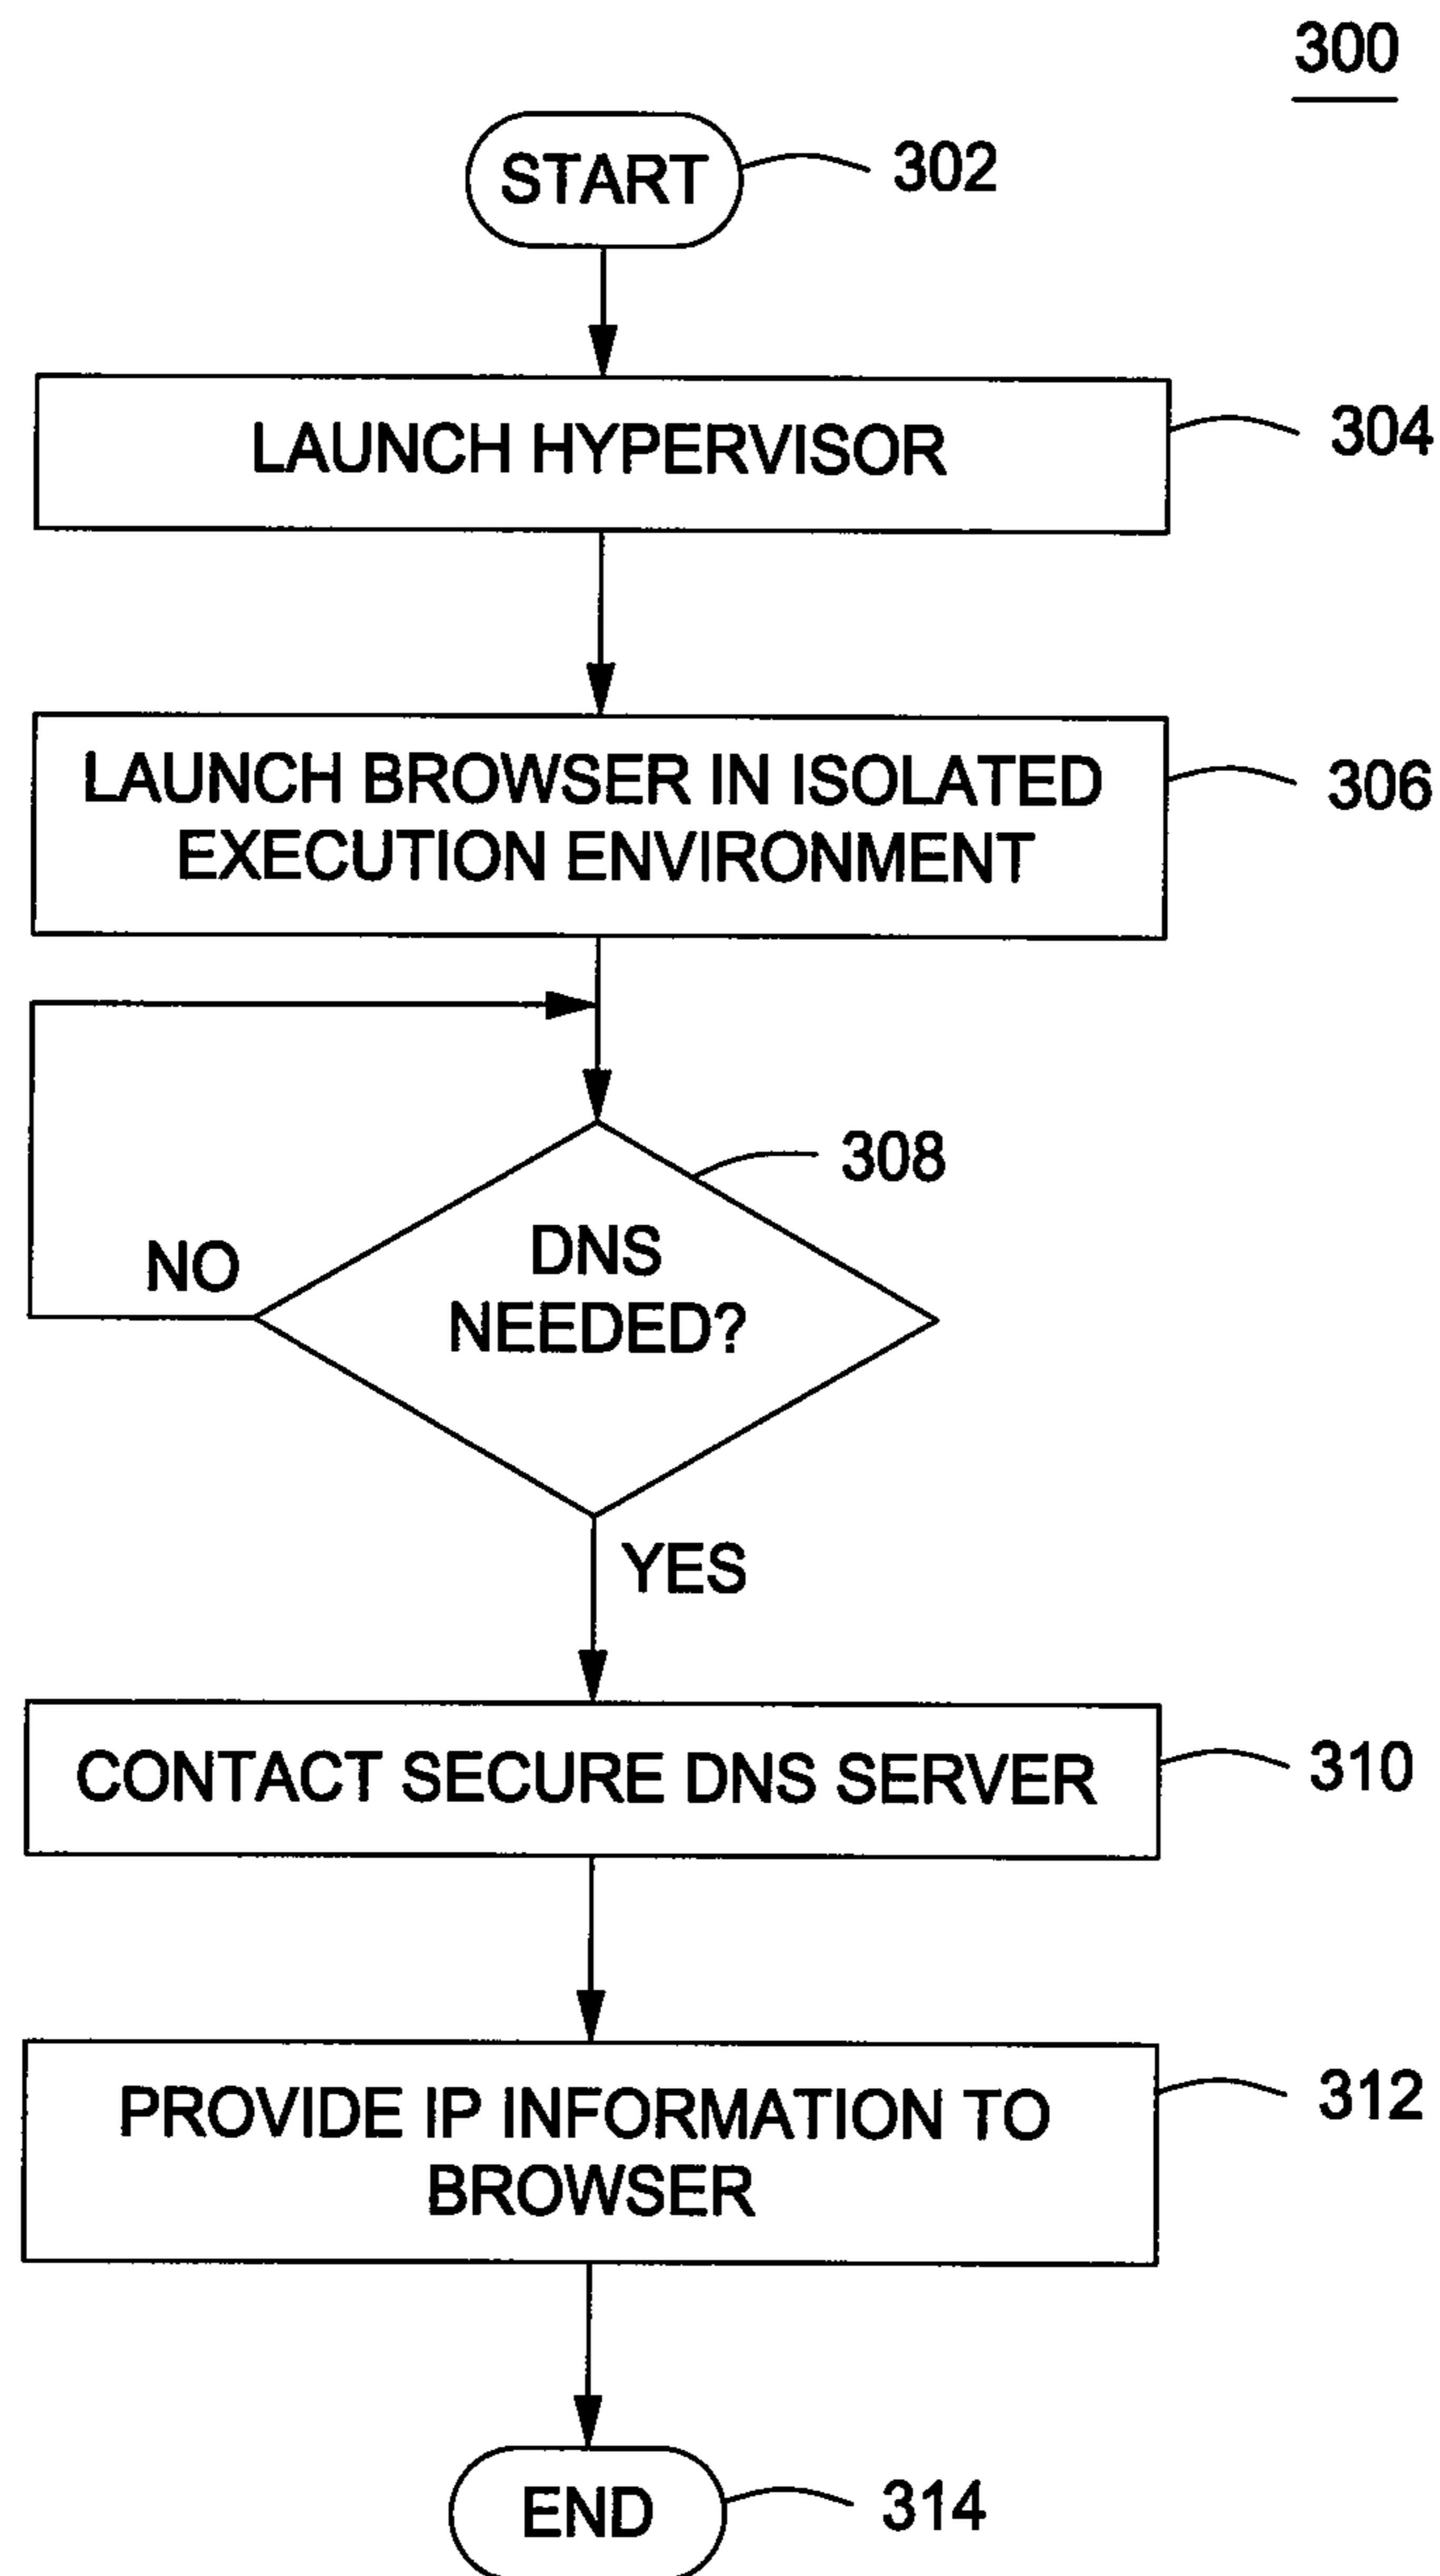 300
START
302
LAUNCH HYPERVISOR
304
LAUNCH BROWSER IN ISOLATED
EXECUTION ENVIRONMENT
306
308
DNS
NEEDED?
NO
YES
CONTACT SECURE DNS SERVER
310
PROVIDE IP INFORMATION TO
BROWSER
312
END
314